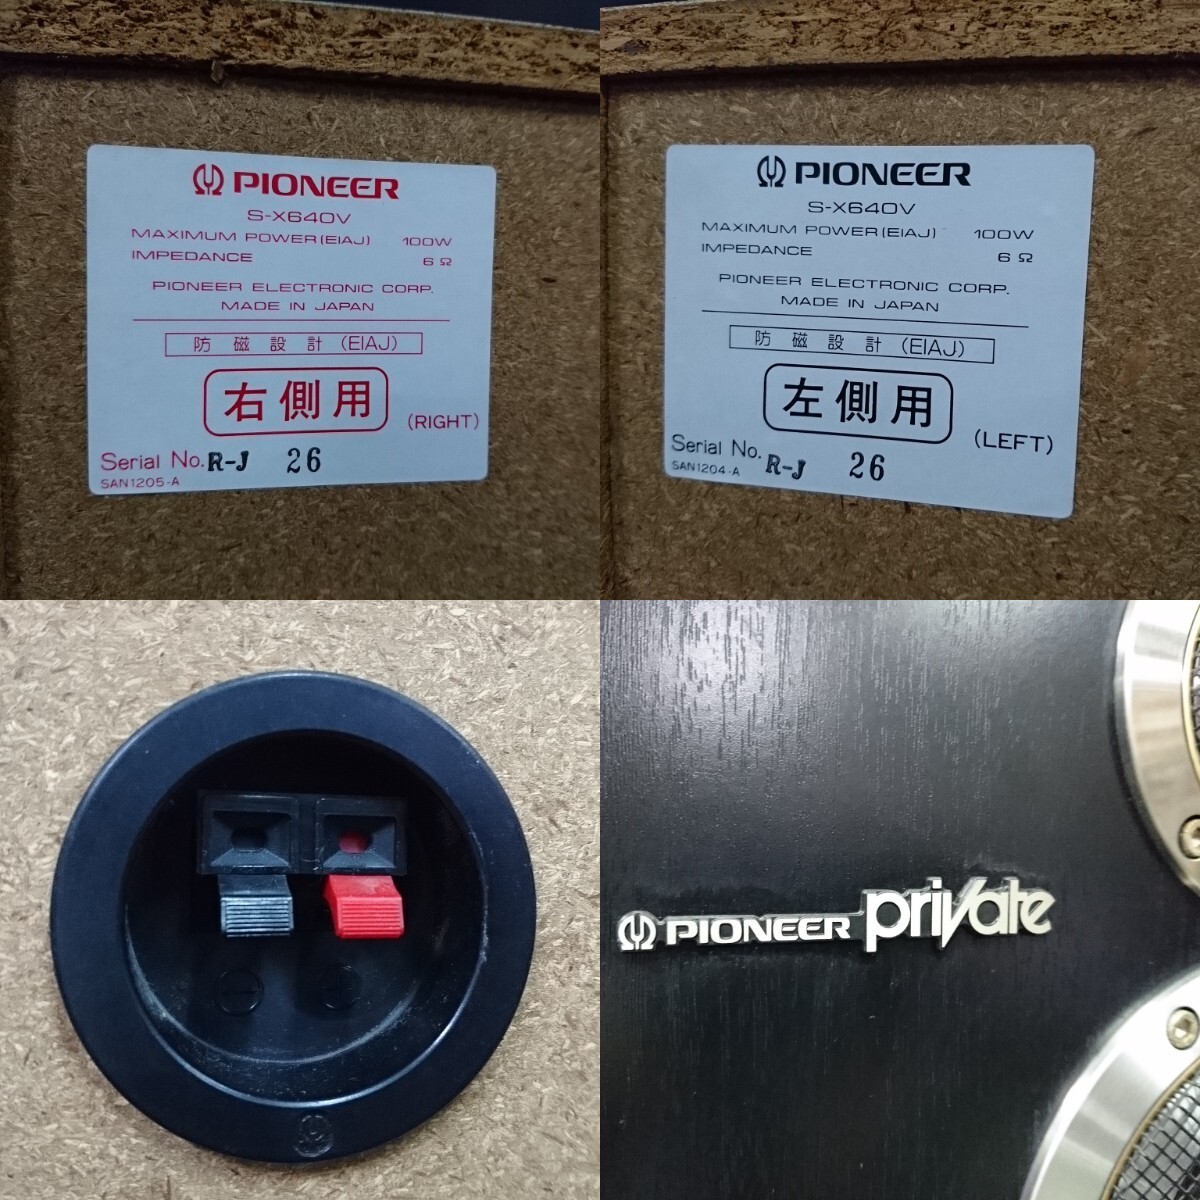 PIONEER
S-X640V
MAXIMUM POWER(EIAJ) 100W
IMPEDANCE 6Ω
PIONEER ELECTRONIC CORP.
MADE IN JAPAN
防磁設計(EIAJ)
右側用
(RIGHT)
Serial No. R-J 26
SAN1205-A
PIONEER
S-X640V
MAXIMUM POWER(EIAJ) 100W
IMPEDANCE 6Ω
PIONEER ELECTRONIC CORP.
MADE IN JAPAN
防磁設計(EIAJ)
左側用
(LEFT)
Serial No. R-J 26
SAN1204-A
⊖ ⊕
PIONEER private